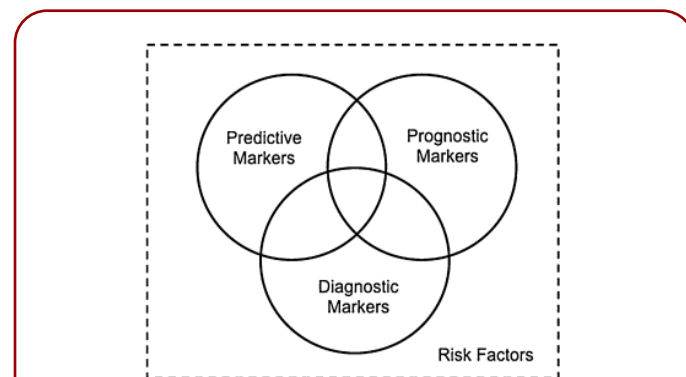 Predictive
Markers
Prognostic
Markers
Diagnostic
Markers
Risk Factors